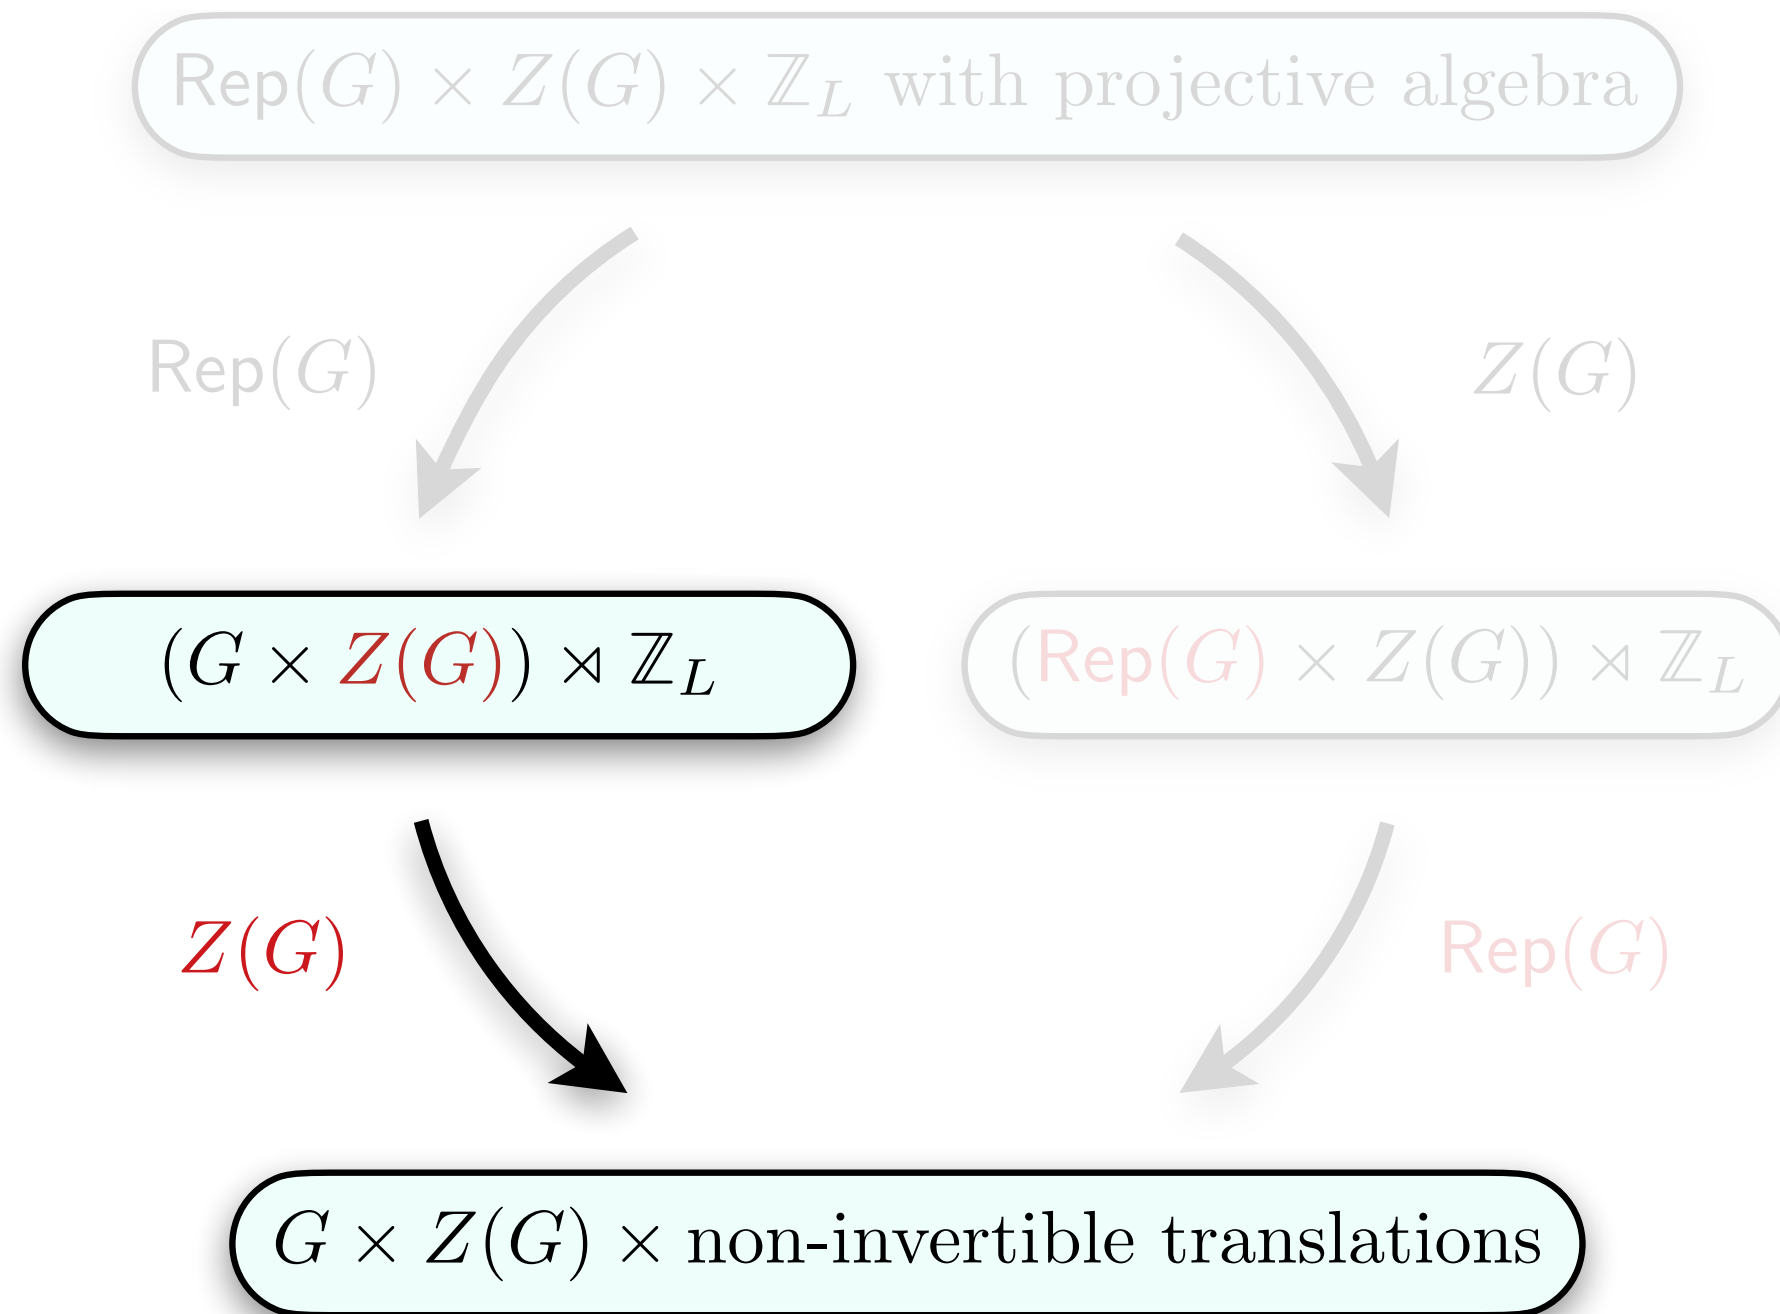 Rep(G) × Z(G) × ℤ_L with projective algebra
Rep(G)
Z(G)
(G × Z(G)) ⋊ ℤ_L
(Rep(G) × Z(G)) ⋊ ℤ_L
Z(G)
Rep(G)
G × Z(G) × non-invertible translations